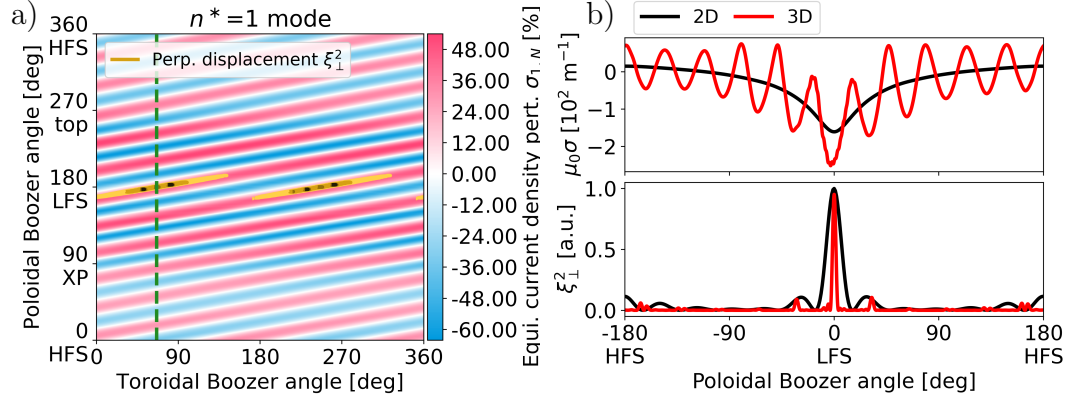 a)
n*=1 mode
Perp. displacement ξ⊥²
Poloidal Boozer angle [deg]
360
HFS
270
top
180
LFS
90
XP
0
HFS
0 90 180 270 360
Toroidal Boozer angle [deg]
48.00
36.00
24.00
12.00
0.00
-12.00
-24.00
-36.00
-48.00
-60.00
Equi. current density pert. σ1..N [%]
b)
2D 3D
μ0σ [10² m⁻¹]
0
-1
-2
ξ⊥² [a.u.]
1.0
0.5
0.0
-180 -90 0 90 180
HFS LFS HFS
Poloidal Boozer angle [deg]